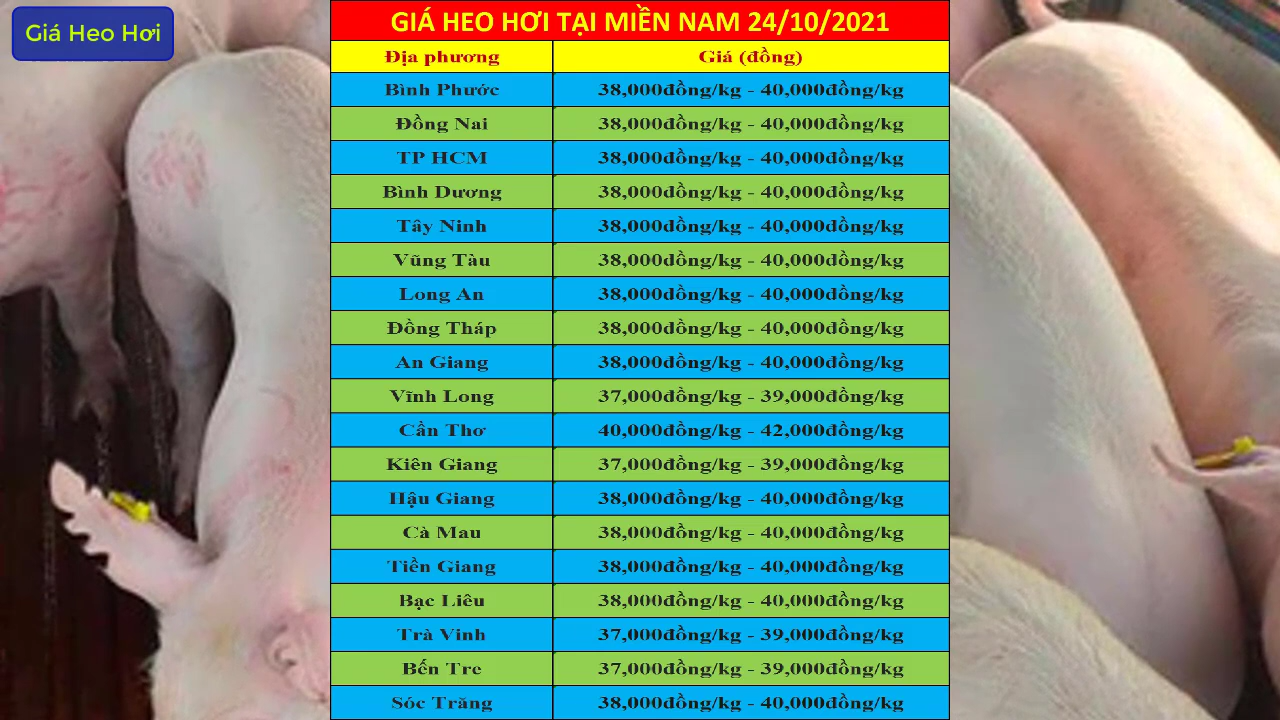 Giá Heo Hơi
GIÁ HEO HƠI TẠI MIỀN NAM 24/10/2021
Địa phương Giá (đồng)
Bình Phước 38,000đồng/kg - 40,000đồng/kg
Đồng Nai 38,000đồng/kg - 40,000đồng/kg
TP HCM 38,000đồng/kg - 40,000đồng/kg
Bình Dương 38,000đồng/kg - 40,000đồng/kg
Tây Ninh 38,000đồng/kg - 40,000đồng/kg
Vũng Tàu 38,000đồng/kg - 40,000đồng/kg
Long An 38,000đồng/kg - 40,000đồng/kg
Đồng Tháp 38,000đồng/kg - 40,000đồng/kg
An Giang 38,000đồng/kg - 40,000đồng/kg
Vĩnh Long 37,000đồng/kg - 39,000đồng/kg
Cần Thơ 40,000đồng/kg - 42,000đồng/kg
Kiên Giang 37,000đồng/kg - 39,000đồng/kg
Hậu Giang 38,000đồng/kg - 40,000đồng/kg
Cà Mau 38,000đồng/kg - 40,000đồng/kg
Tiền Giang 38,000đồng/kg - 40,000đồng/kg
Bạc Liêu 38,000đồng/kg - 40,000đồng/kg
Trà Vinh 37,000đồng/kg - 39,000đồng/kg
Bến Tre 37,000đồng/kg - 39,000đồng/kg
Sóc Trăng 38,000đồng/kg - 40,000đồng/kg